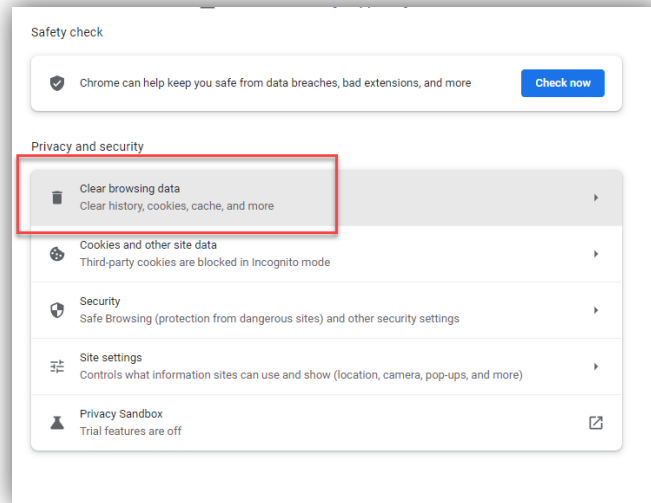 Safety check
Chrome can help keep you safe from data breaches, bad extensions, and more
Check now
Privacy and security
Clear browsing data
Clear history, cookies, cache, and more
Cookies and other site data
Third-party cookies are blocked in Incognito mode
Security
Safe Browsing (protection from dangerous sites) and other security settings
Site settings
Controls what information sites can use and show (location, camera, pop-ups, and more)
Privacy Sandbox
Trial features are off